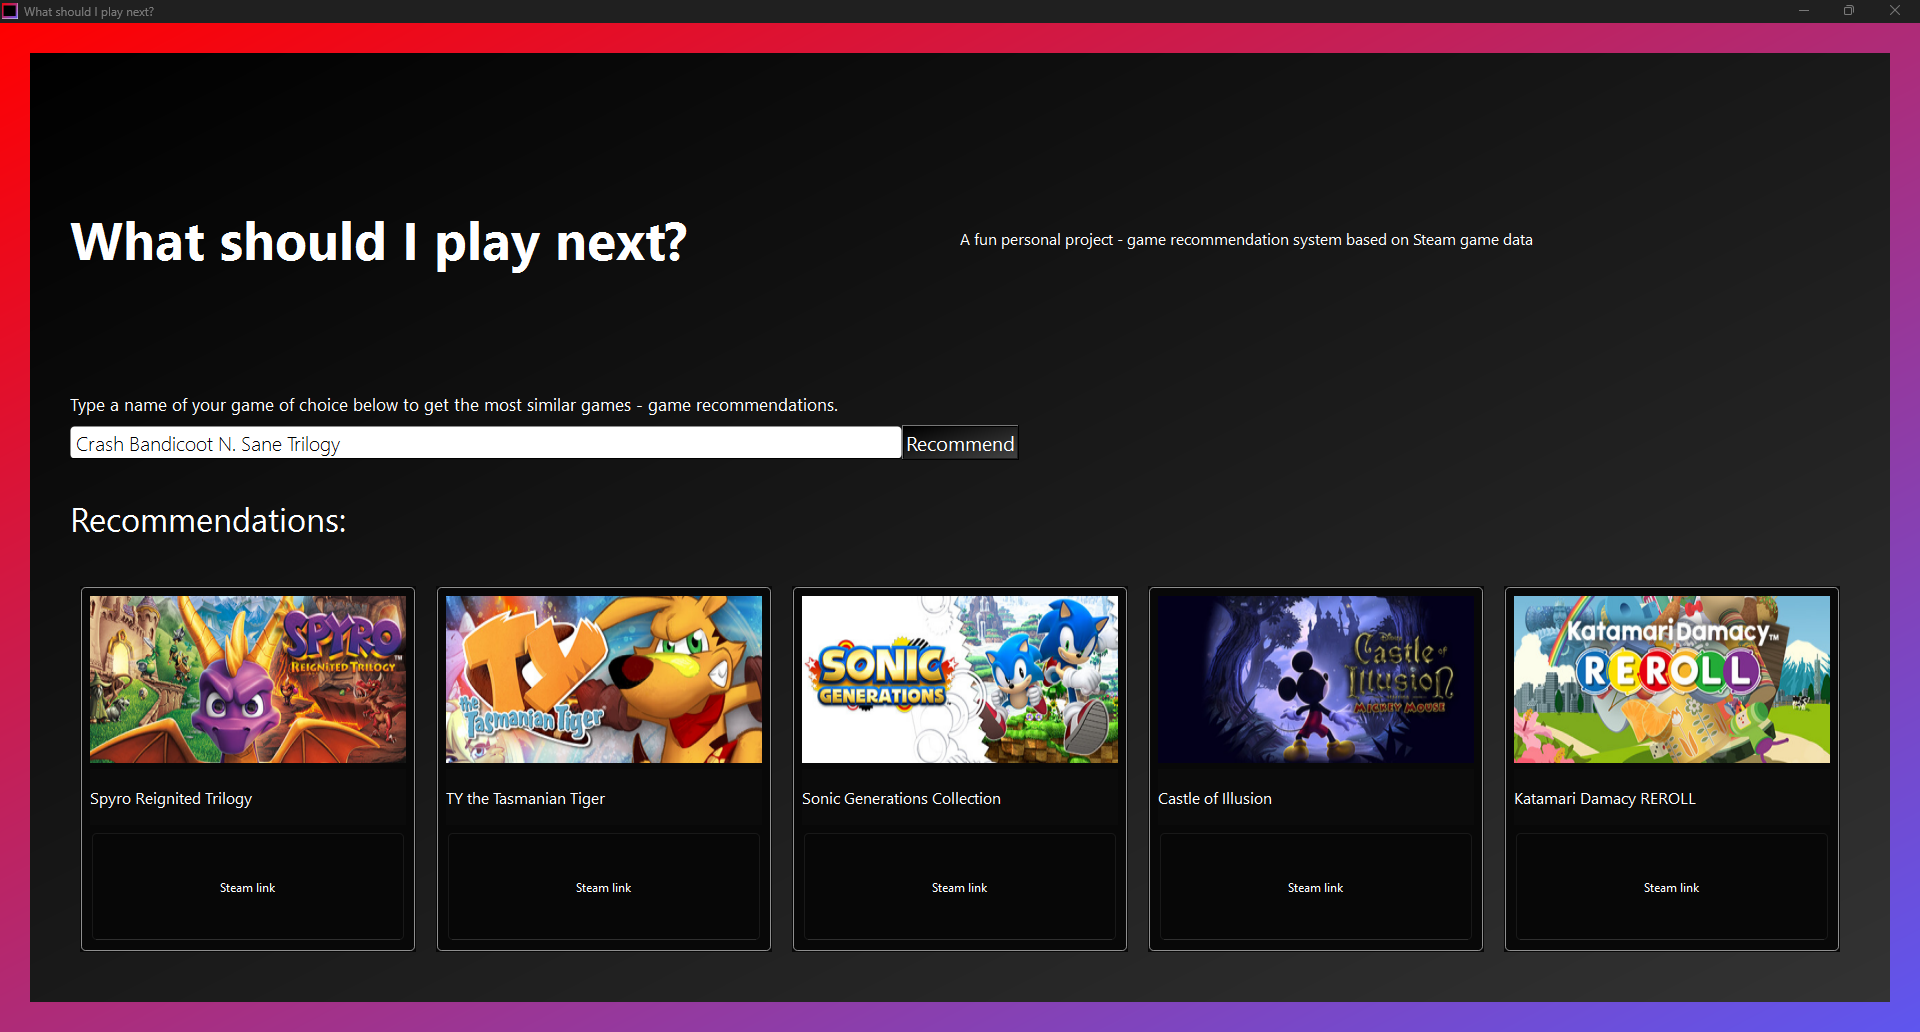 What should I play next?
What should I play next?
A fun personal project - game recommendation system based on Steam game data
Type a name of your game of choice below to get the most similar games - game recommendations.
Crash Bandicoot N. Sane Trilogy
Recommend
Recommendations:
SPYRO
REIGNITED TRILOGY™
TY
the
Tasmanian Tiger
SONIC
GENERATIONS
Disney
Castle of
Illusion
STARRING
MICKEY MOUSE
Katamari Damacy™
REROLL
Spyro Reignited Trilogy
TY the Tasmanian Tiger
Sonic Generations Collection
Castle of Illusion
Katamari Damacy REROLL
Steam link
Steam link
Steam link
Steam link
Steam link